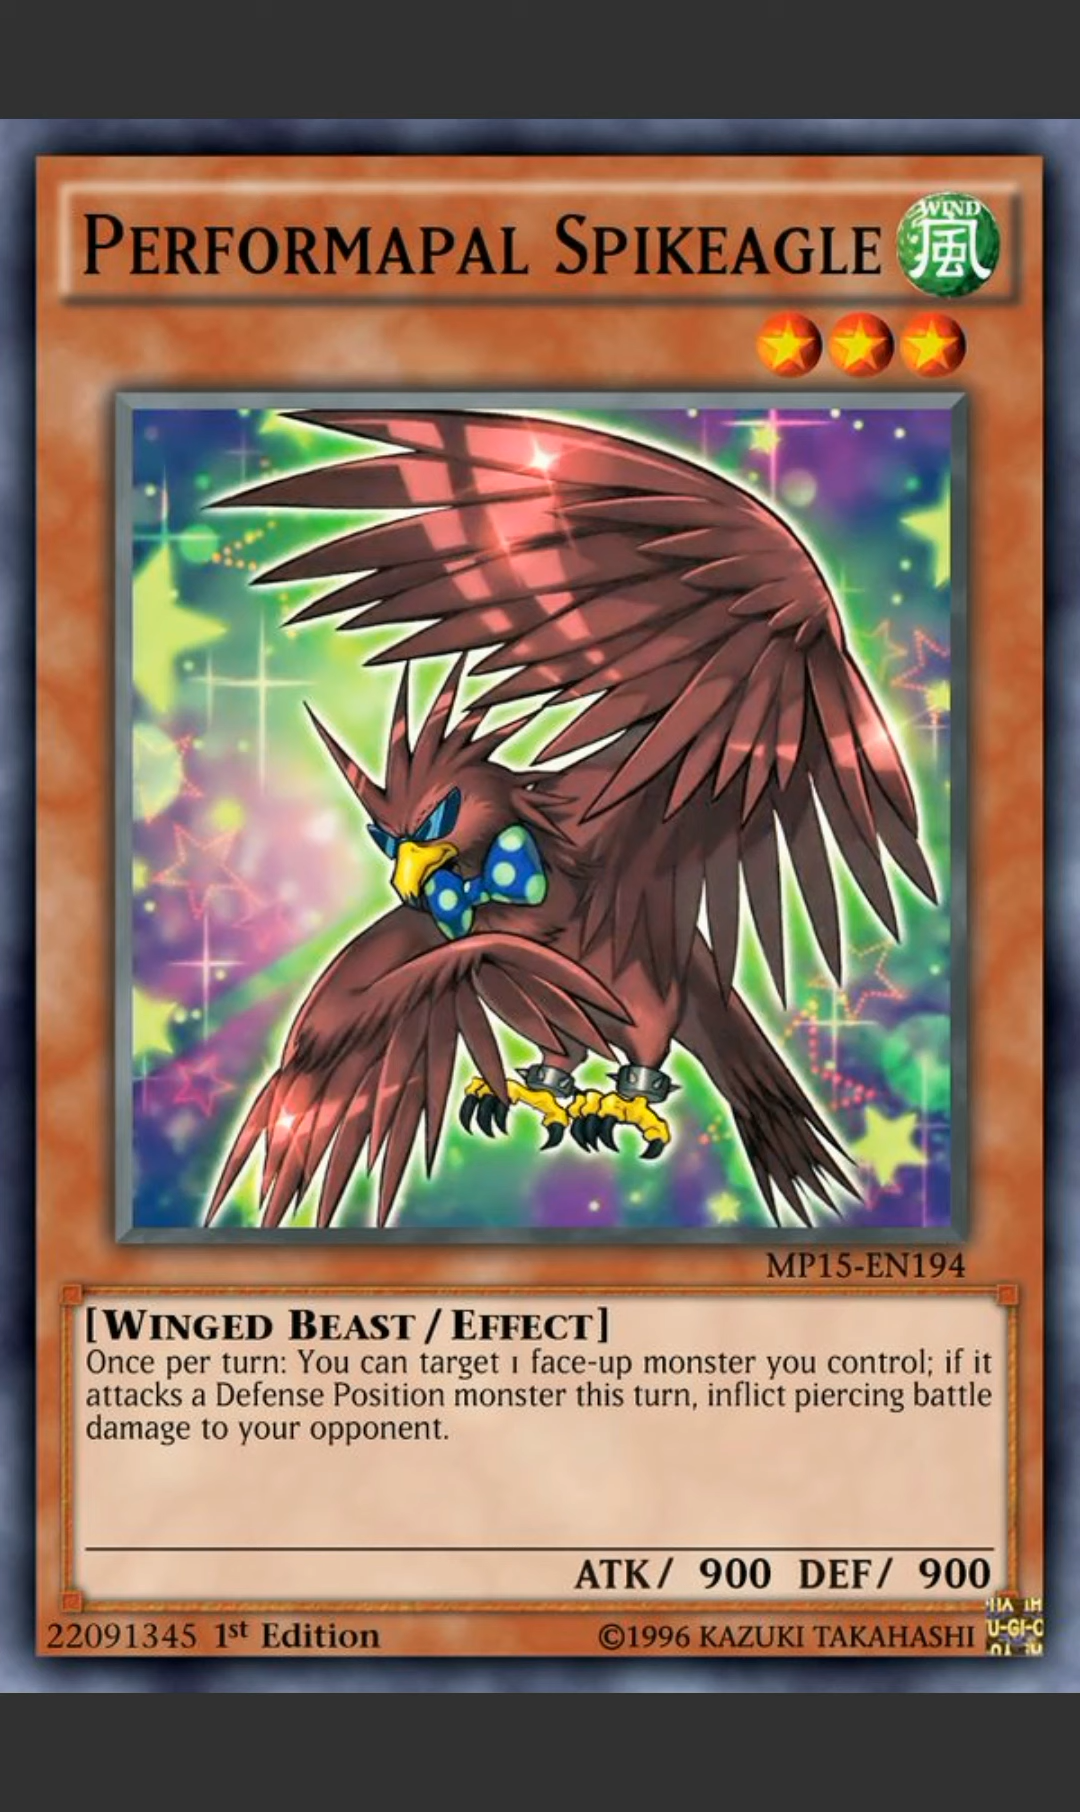 PERFORMAPAL SPIKEAGLE
WIND
風
MP15-EN194
[WINGED BEAST / EFFECT]
Once per turn: You can target 1 face-up monster you control; if it
attacks a Defense Position monster this turn, inflict piercing battle
damage to your opponent.
ATK / 900 DEF / 900
22091345 1st Edition
©1996 KAZUKI TAKAHASHI
U-GI-O